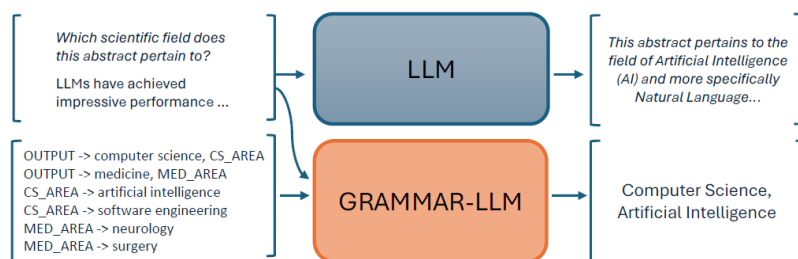 Which scientific field does
this abstract pertain to?
LLMs have achieved
impressive performance ...
LLM
This abstract pertains to the
field of Artificial Intelligence
(AI) and more specifically
Natural Language...
OUTPUT -> computer science, CS_AREA
OUTPUT -> medicine, MED_AREA
CS_AREA -> artificial intelligence
CS_AREA -> software engineering
MED_AREA -> neurology
MED_AREA -> surgery
GRAMMAR-LLM
Computer Science,
Artificial Intelligence